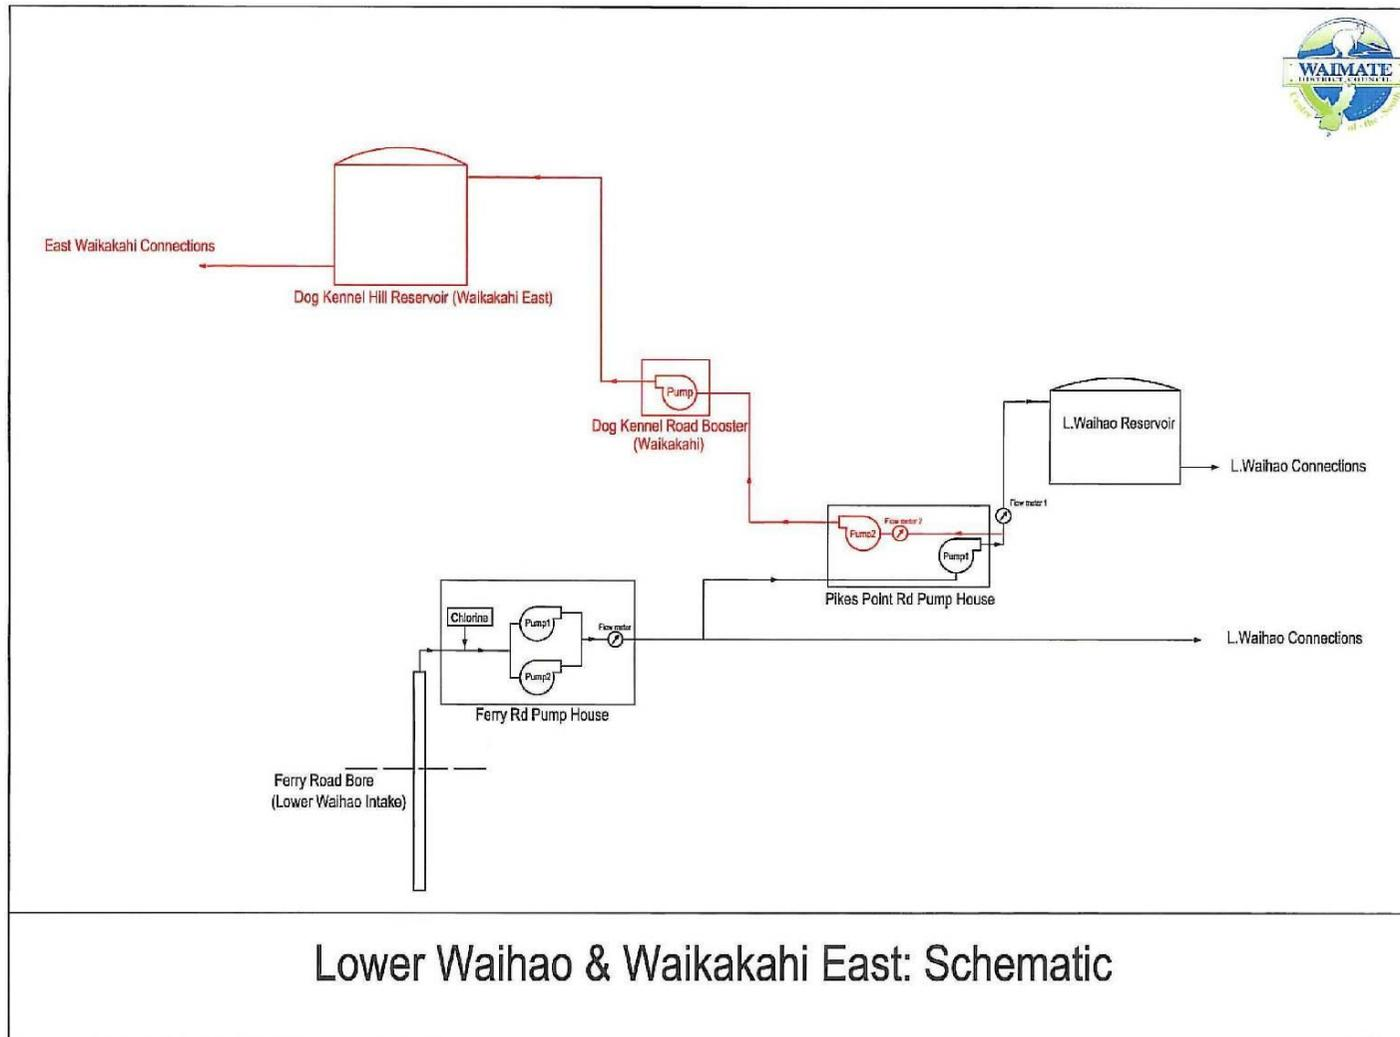 WAIMATE
DISTRICT COUNCIL
East Waikakahi Connections
Dog Kennel Hill Reservoir (Waikakahi East)
Pump
Dog Kennel Road Booster
(Waikakahi)
L.Waihao Reservoir
L.Waihao Connections
Flow meter 1
Flow meter 2
Pump2
Pump1
Pikes Point Rd Pump House
Chlorine
Pump1
Flow meter
Pump2
L.Waihao Connections
Ferry Rd Pump House
Ferry Road Bore
(Lower Waihao Intake)
Lower Waihao & Waikakahi East: Schematic